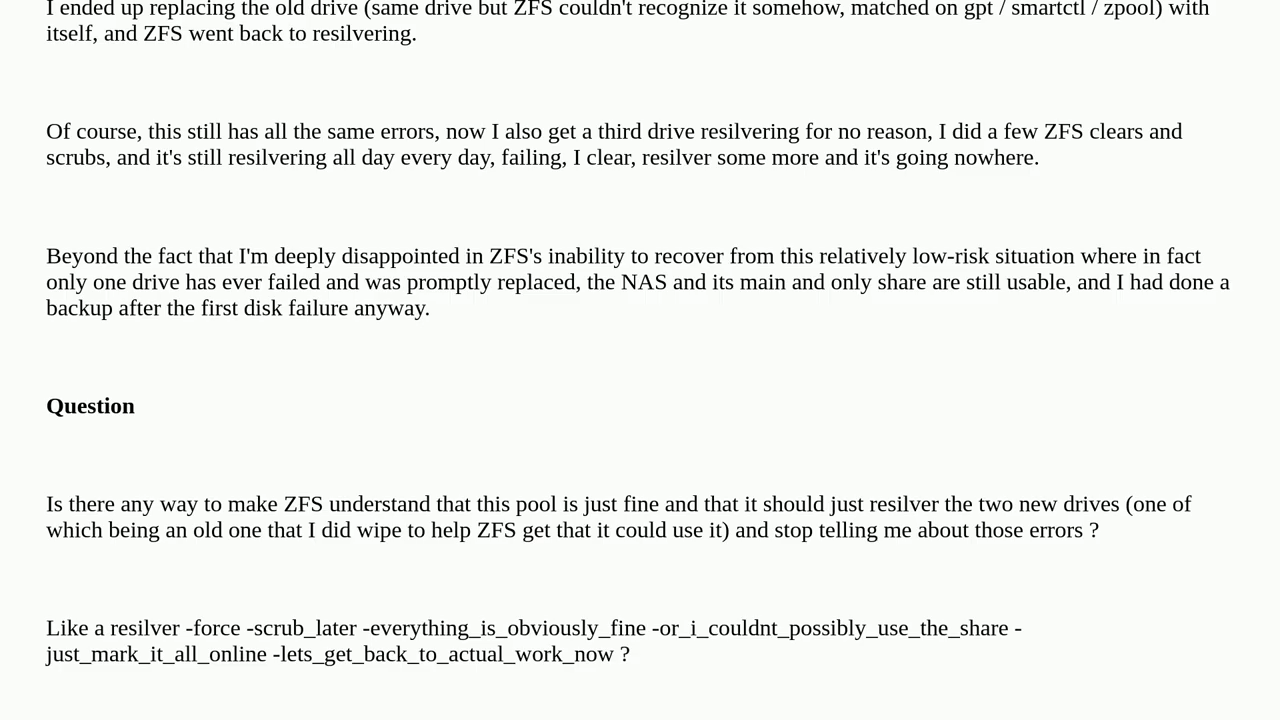 I ended up replacing the old drive (same drive but ZFS couldn't recognize it somehow, matched on gpt / smartctl / zpool) with
itself, and ZFS went back to resilvering.
Of course, this still has all the same errors, now I also get a third drive resilvering for no reason, I did a few ZFS clears and
scrubs, and it's still resilvering all day every day, failing, I clear, resilver some more and it's going nowhere.
Beyond the fact that I'm deeply disappointed in ZFS's inability to recover from this relatively low-risk situation where in fact
only one drive has ever failed and was promptly replaced, the NAS and its main and only share are still usable, and I had done a
backup after the first disk failure anyway.
Question
Is there any way to make ZFS understand that this pool is just fine and that it should just resilver the two new drives (one of
which being an old one that I did wipe to help ZFS get that it could use it) and stop telling me about those errors ?
Like a resilver -force -scrub_later -everything_is_obviously_fine -or_i_couldnt_possibly_use_the_share -
just_mark_it_all_online -lets_get_back_to_actual_work_now ?